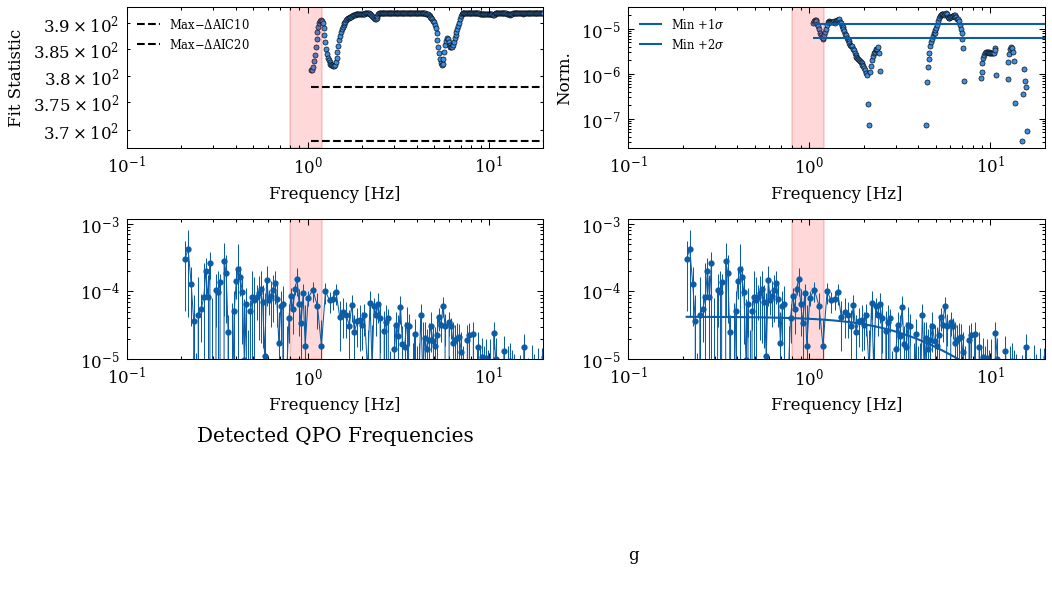 Fit Statistic
3.9 × 10²
3.85 × 10²
3.8 × 10²
3.75 × 10²
3.7 × 10²
Max−ΔAIC10
Max−ΔAIC20
10⁻¹ 10⁰ 10¹
Frequency [Hz]
Norm.
10⁻⁵
10⁻⁶
10⁻⁷
Min +1σ
Min +2σ
10⁻¹ 10⁰ 10¹
Frequency [Hz]
10⁻³
10⁻⁴
10⁻⁵
10⁻¹ 10⁰ 10¹
Frequency [Hz]
10⁻³
10⁻⁴
10⁻⁵
10⁻¹ 10⁰ 10¹
Frequency [Hz]
Detected QPO Frequencies
g